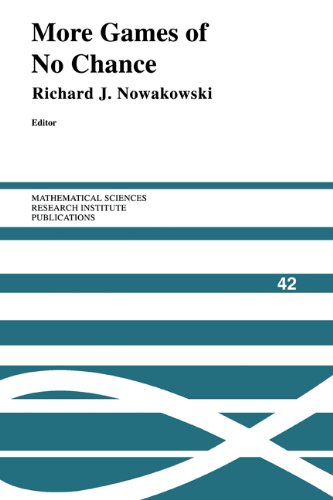 More Games of
No Chance
Richard J. Nowakowski
Editor
MATHEMATICAL SCIENCES
RESEARCH INSTITUTE
PUBLICATIONS
42